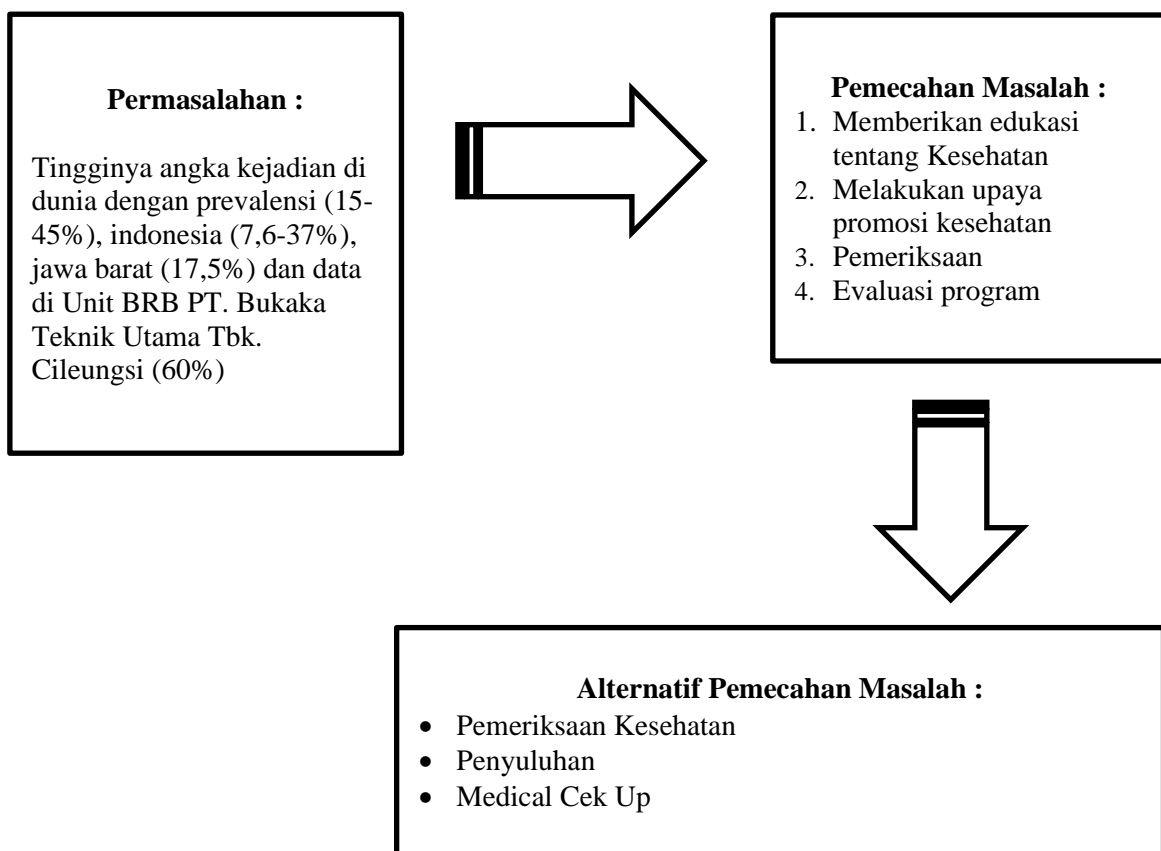 Permasalahan :
Tingginya angka kejadian di
dunia dengan prevalensi (15-
45%), indonesia (7,6-37%),
jawa barat (17,5%) dan data
di Unit BRB PT. Bukaka
Teknik Utama Tbk.
Cileungsi (60%)
Pemecahan Masalah :
1. Memberikan edukasi
tentang Kesehatan
2. Melakukan upaya
promosi kesehatan
3. Pemeriksaan
4. Evaluasi program
Alternatif Pemecahan Masalah :
• Pemeriksaan Kesehatan
• Penyuluhan
• Medical Cek Up